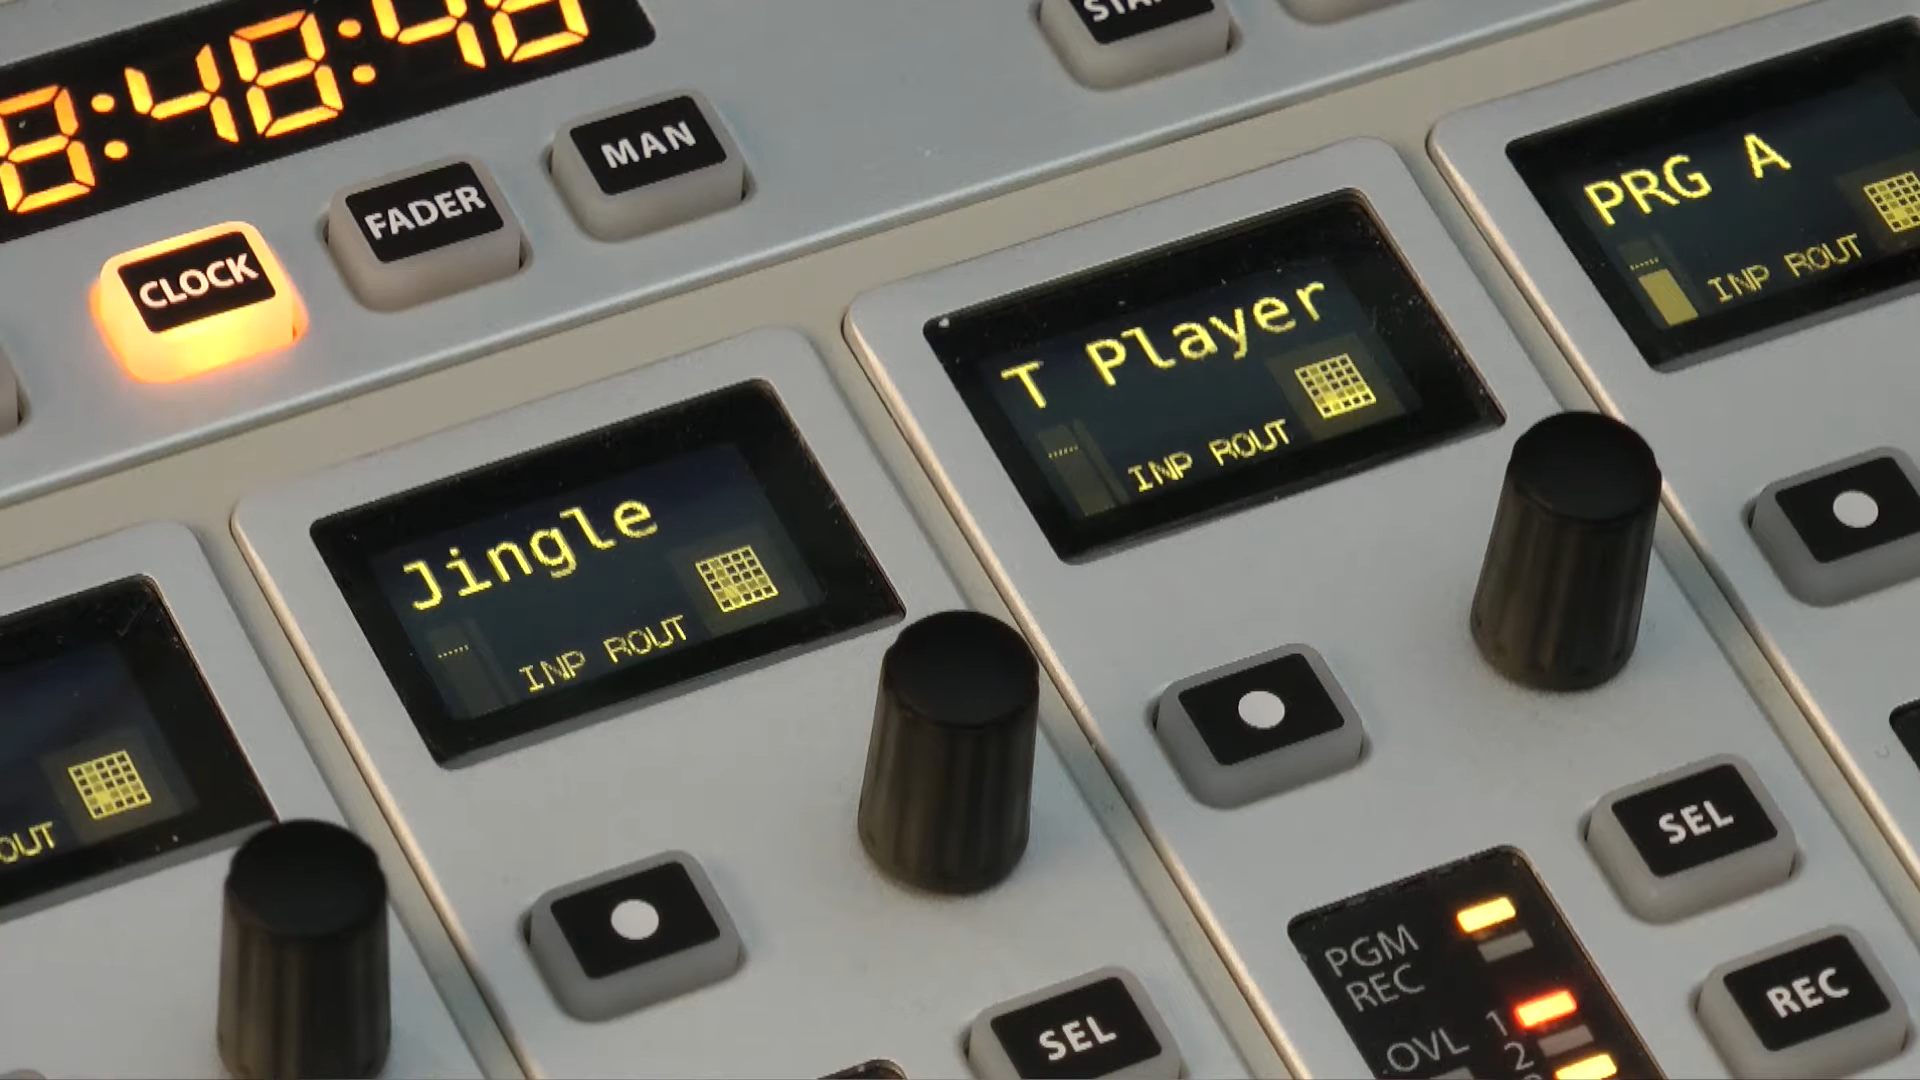 8:48:48
STA
MAN
FADER
CLOCK
PRG A
INP ROUT
T Player
INP ROUT
Jingle
INP ROUT
OUT
SEL
PGM
REC
REC
1
OVL
2
SEL